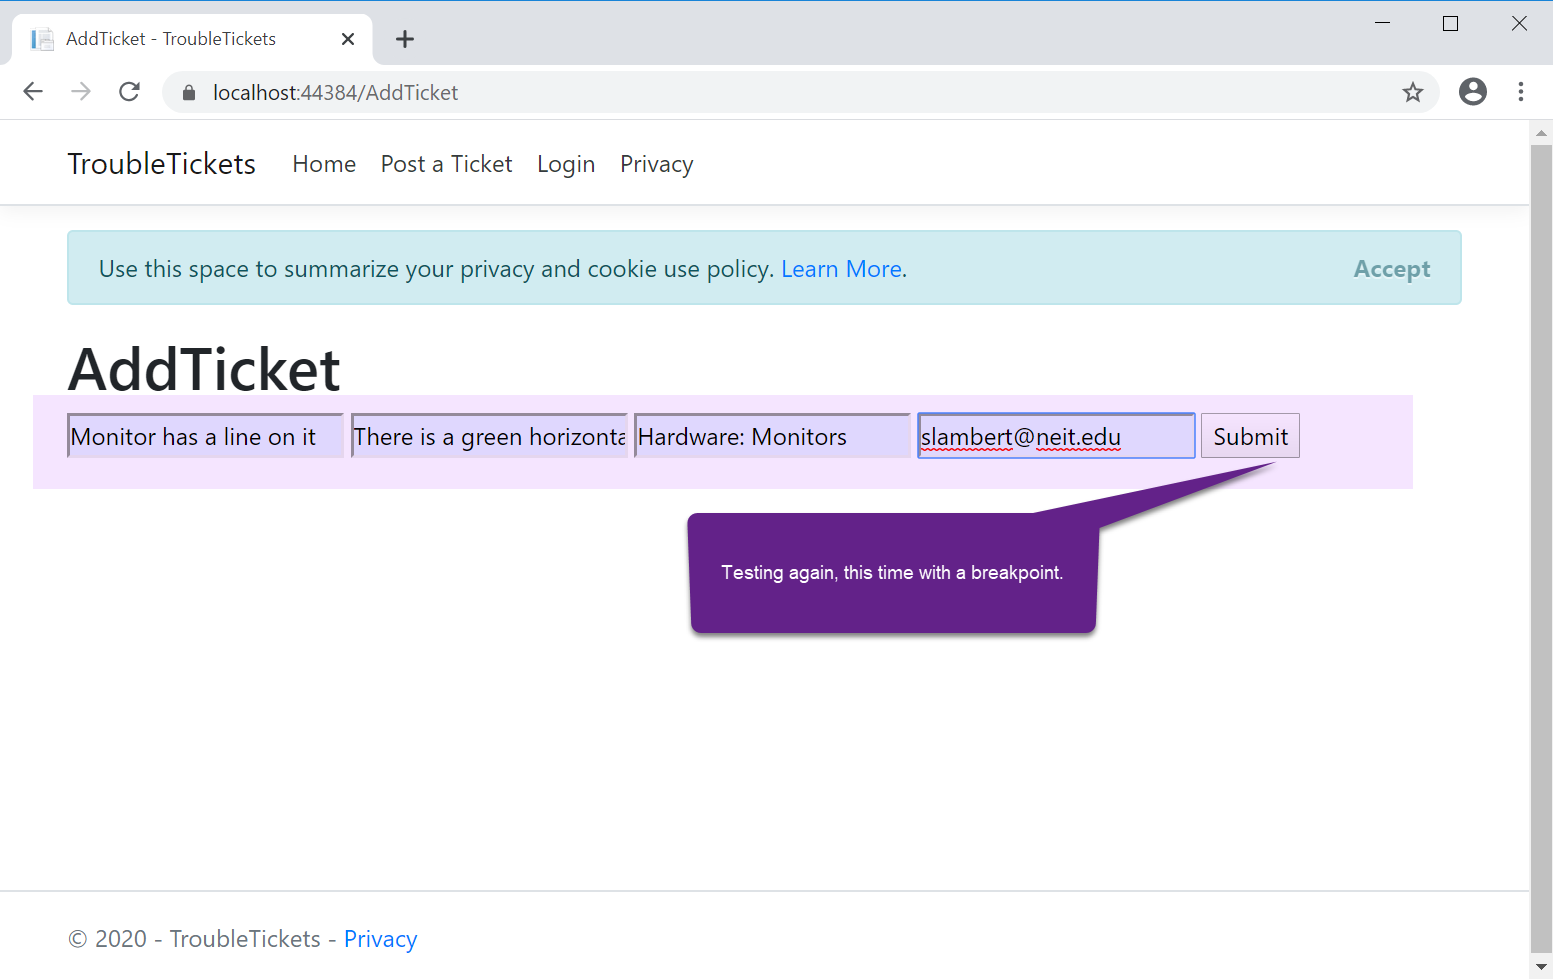 AddTicket - TroubleTickets
localhost:44384/AddTicket
TroubleTickets Home Post a Ticket Login Privacy
Use this space to summarize your privacy and cookie use policy. Learn More. Accept
AddTicket
Monitor has a line on it There is a green horizonta Hardware: Monitors slambert@neit.edu Submit
Testing again, this time with a breakpoint.
© 2020 - TroubleTickets - Privacy